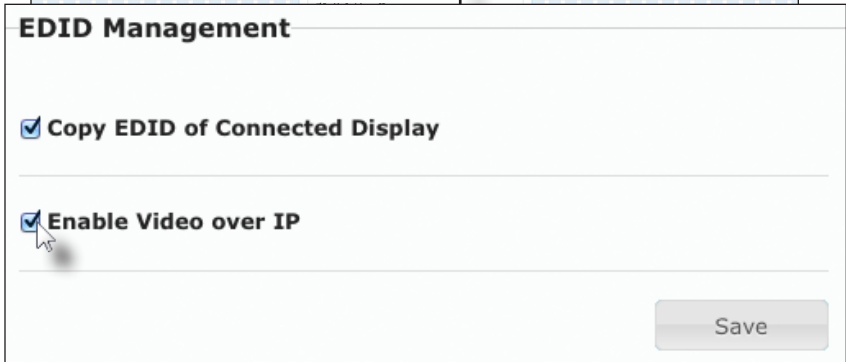 EDID Management
Copy EDID of Connected Display
Enable Video over IP
Save